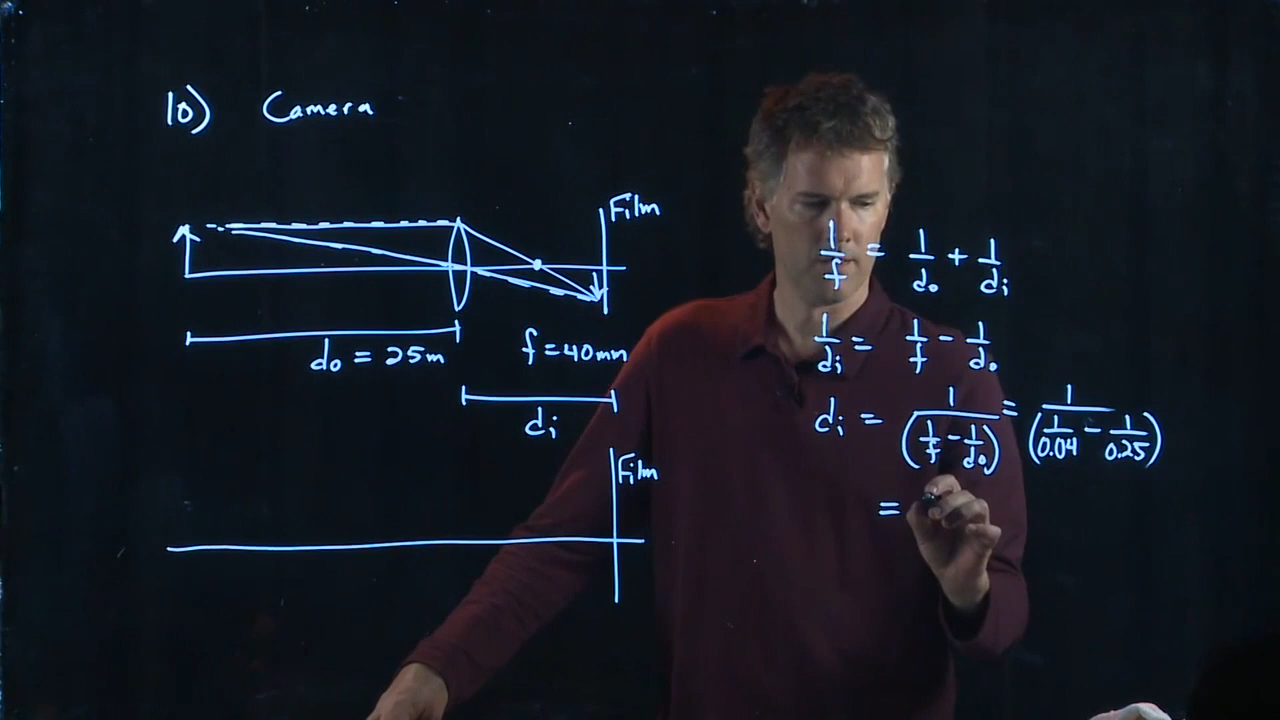 10) Camera
Film
d₀ = 25m
f = 40mm
dᵢ
Film
1/f = 1/d₀ + 1/dᵢ
1/dᵢ = 1/f - 1/d₀
dᵢ = 1/(1/f - 1/d₀) = 1/(1/0.04 - 1/0.25)
=